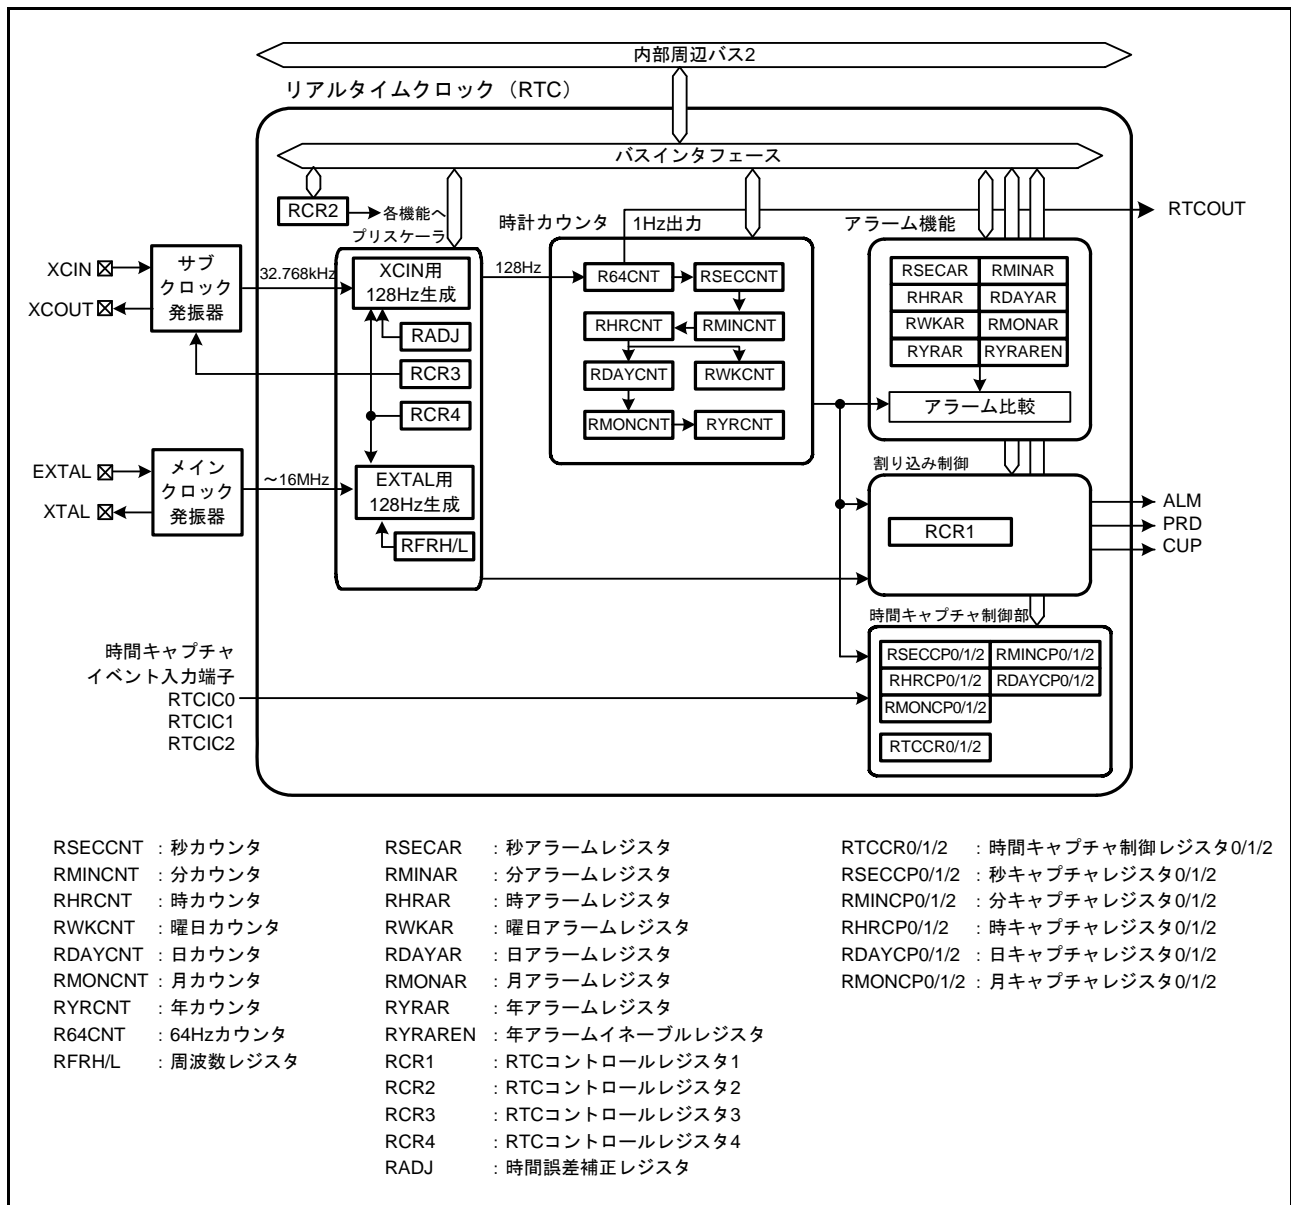 内部周辺バス2
リアルタイムクロック（RTC）
バスインタフェース
RCR2
各機能へ
プリスケーラ
時計カウンタ
1Hz出力
アラーム機能
RTCOUT
XCIN
XCOUT
サブ
クロック
発振器
32.768kHz
XCIN用
128Hz生成
128Hz
RADJ
RCR3
RCR4
R64CNT
RSECCNT
RHRCNT
RMINCNT
RDAYCNT
RWKCNT
RMONCNT
RYRCNT
RSECAR
RMINAR
RHRAR
RDAYAR
RWKAR
RMONAR
RYRAR
RYRAREN
アラーム比較
EXTAL
XTAL
メイン
クロック
発振器
～16MHz
EXTAL用
128Hz生成
RFRH/L
割り込み制御
RCR1
ALM
PRD
CUP
時間キャプチャ制御部
RSECCP0/1/2
RMINCP0/1/2
RHRCP0/1/2
RDAYCP0/1/2
RMONCP0/1/2
RTCCR0/1/2
時間キャプチャ
イベント入力端子
RTCIC0
RTCIC1
RTCIC2
RSECCNT ：秒カウンタ
RMINCNT ：分カウンタ
RHRCNT ：時カウンタ
RWKCNT ：曜日カウンタ
RDAYCNT ：日カウンタ
RMONCNT ：月カウンタ
RYRCNT ：年カウンタ
R64CNT ：64Hzカウンタ
RFRH/L ：周波数レジスタ
RSECAR ：秒アラームレジスタ
RMINAR ：分アラームレジスタ
RHRAR ：時アラームレジスタ
RWKAR ：曜日アラームレジスタ
RDAYAR ：日アラームレジスタ
RMONAR ：月アラームレジスタ
RYRAR ：年アラームレジスタ
RYRAREN ：年アラームイネーブルレジスタ
RCR1 ：RTCコントロールレジスタ1
RCR2 ：RTCコントロールレジスタ2
RCR3 ：RTCコントロールレジスタ3
RCR4 ：RTCコントロールレジスタ4
RADJ ：時間誤差補正レジスタ
RTCCR0/1/2 ：時間キャプチャ制御レジスタ0/1/2
RSECCP0/1/2 ：秒キャプチャレジスタ0/1/2
RMINCP0/1/2 ：分キャプチャレジスタ0/1/2
RHRCP0/1/2 ：時キャプチャレジスタ0/1/2
RDAYCP0/1/2 ：日キャプチャレジスタ0/1/2
RMONCP0/1/2 ：月キャプチャレジスタ0/1/2